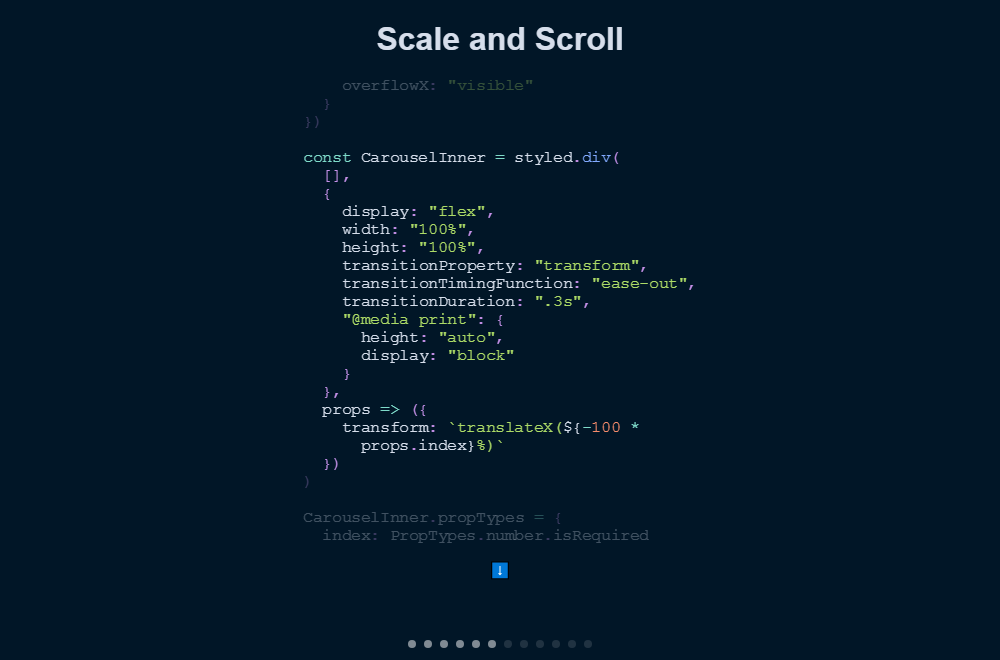 Scale and Scroll
    overflowX: "visible"
  }
})
const CarouselInner = styled.div(
  [],
  {
    display: "flex",
    width: "100%",
    height: "100%",
    transitionProperty: "transform",
    transitionTimingFunction: "ease-out",
    transitionDuration: ".3s",
    "@media print": {
      height: "auto",
      display: "block"
    }
  },
  props => ({
    transform: `translateX(${-100 *
      props.index}%)`
  })
)
CarouselInner.propTypes = {
  index: PropTypes.number.isRequired
↓